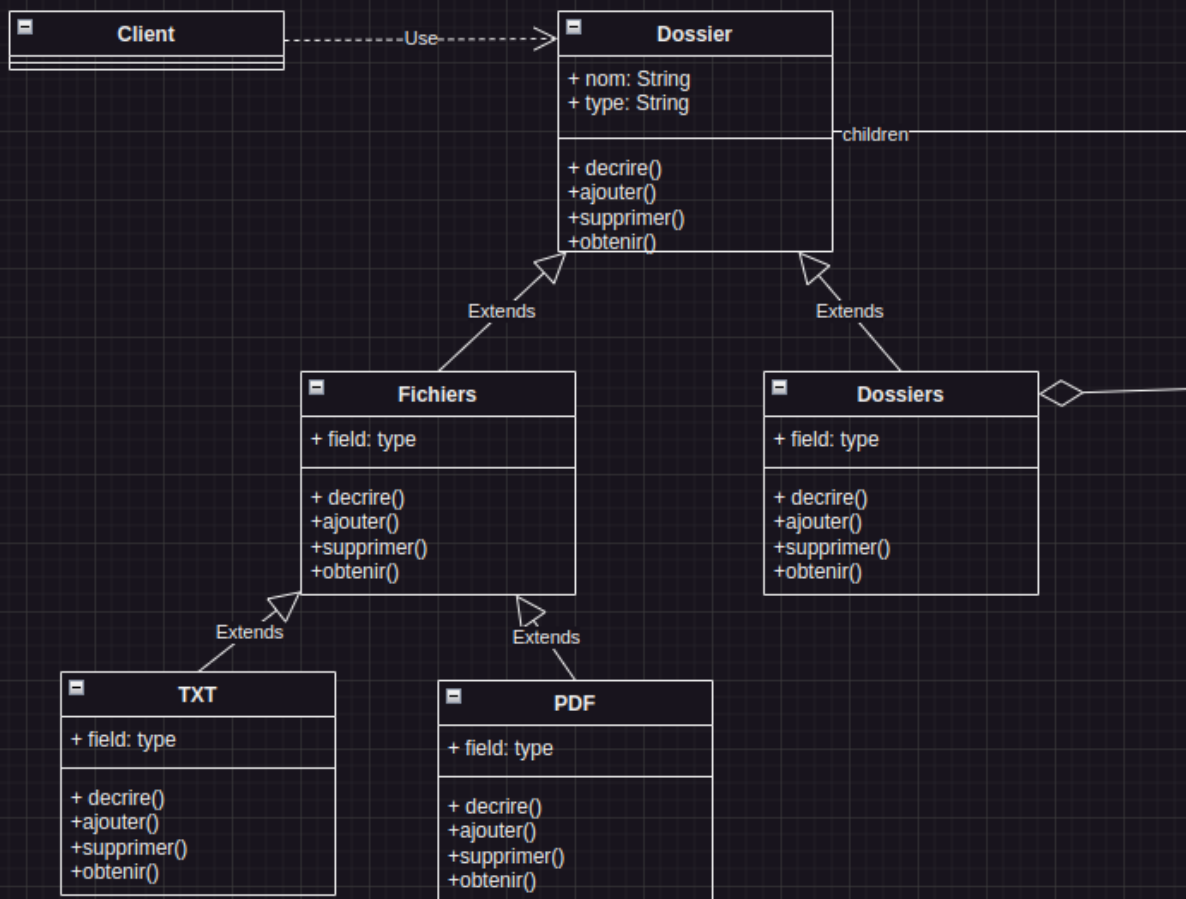 Client
Use
Dossier
+ nom: String
+ type: String
children
+ decrire()
+ajouter()
+supprimer()
+obtenir()
Extends
Extends
Fichiers
+ field: type
+ decrire()
+ajouter()
+supprimer()
+obtenir()
Dossiers
+ field: type
+ decrire()
+ajouter()
+supprimer()
+obtenir()
Extends
Extends
TXT
+ field: type
+ decrire()
+ajouter()
+supprimer()
+obtenir()
PDF
+ field: type
+ decrire()
+ajouter()
+supprimer()
+obtenir()